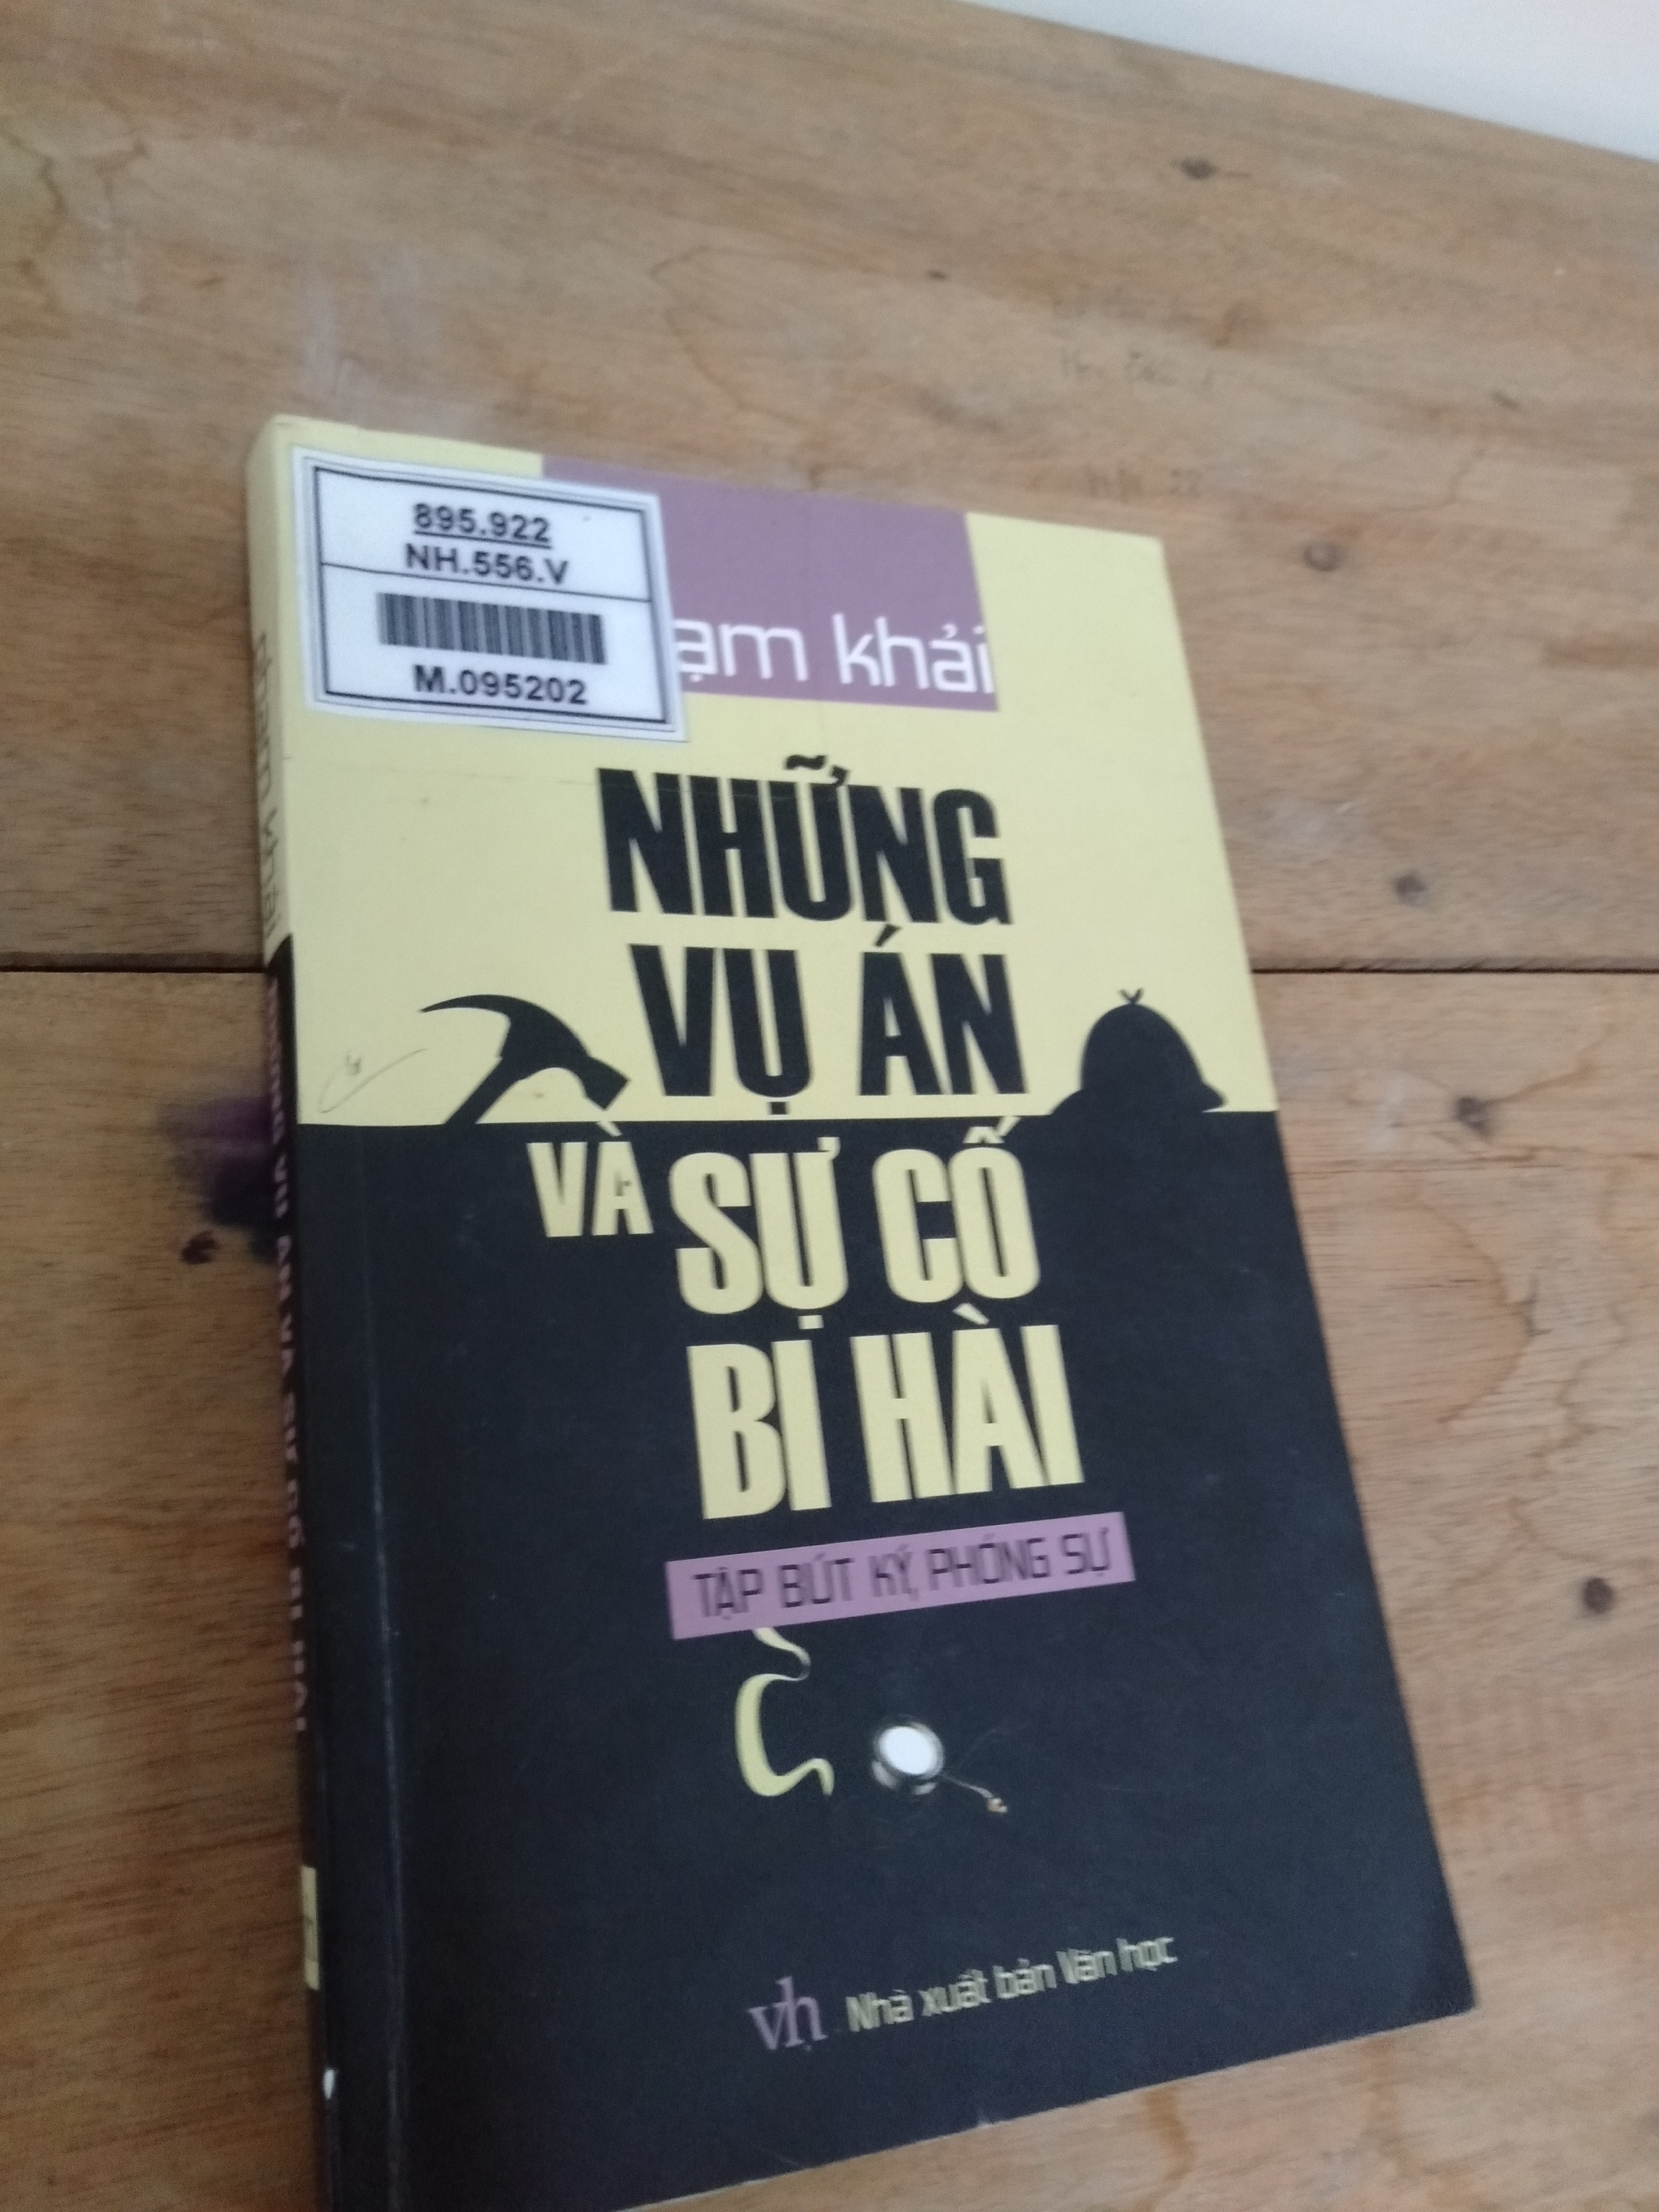 895.922
NH.556.V
M.095202
ạm khải
NHỮNG
VỤ ÁN
VÀ SỰ CỐ
BI HÀI
TẬP BÚT KÝ, PHÓNG SỰ
vh Nhà xuất bản Văn học